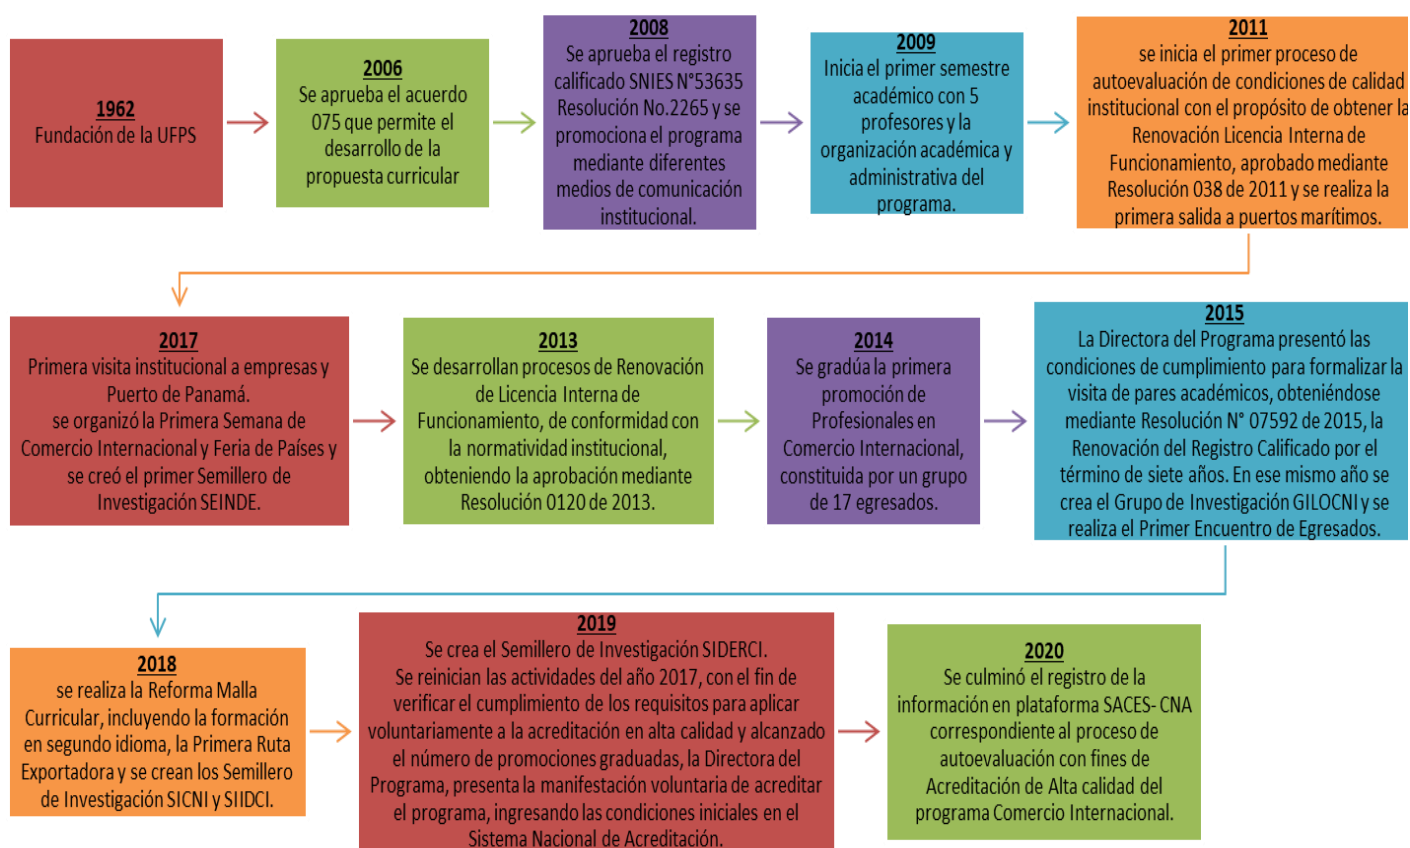 1962
Fundación de la UFPS
2006
Se aprueba el acuerdo
075 que permite el
desarrollo de la
propuesta curricular
2008
Se aprueba el registro
calificado SNIES N°53635
Resolución No.2265 y se
promociona el programa
mediante diferentes
medios de comunicación
institucional.
2009
Inicia el primer semestre
académico con 5
profesores y la
organización académica y
administrativa del
programa.
2011
se inicia el primer proceso de
autoevaluación de condiciones de calidad
institucional con el propósito de obtener la
Renovación Licencia Interna de
Funcionamiento, aprobado mediante
Resolución 038 de 2011 y se realiza la
primera salida a puertos marítimos.
2017
Primera visita institucional a empresas y
Puerto de Panamá.
se organizó la Primera Semana de
Comercio Internacional y Feria de Países y
se creó el primer Semillero de
Investigación SEINDE.
2013
Se desarrollan procesos de Renovación
de Licencia Interna de
Funcionamiento, de conformidad con
la normatividad institucional,
obteniendo la aprobación mediante
Resolución 0120 de 2013.
2014
Se gradúa la primera
promoción de
Profesionales en
Comercio Internacional,
constituida por un grupo
de 17 egresados.
2015
La Directora del Programa presentó las
condiciones de cumplimiento para formalizar la
visita de pares académicos, obteniéndose
mediante Resolución N° 07592 de 2015, la
Renovación del Registro Calificado por el
término de siete años. En ese mismo año se
crea el Grupo de Investigación GILOCNI y se
realiza el Primer Encuentro de Egresados.
2018
se realiza la Reforma Malla
Curricular, incluyendo la formación
en segundo idioma, la Primera Ruta
Exportadora y se crean los Semillero
de Investigación SICNI y SIIDCI.
2019
Se crea el Semillero de Investigación SIDERCI.
Se reinician las actividades del año 2017, con el fin de
verificar el cumplimiento de los requisitos para aplicar
voluntariamente a la acreditación en alta calidad y alcanzado
el número de promociones graduadas, la Directora del
Programa, presenta la manifestación voluntaria de acreditar
el programa, ingresando las condiciones iniciales en el
Sistema Nacional de Acreditación.
2020
Se culminó el registro de la
información en plataforma SACES- CNA
correspondiente al proceso de
autoevaluación con fines de
Acreditación de Alta calidad del
programa Comercio Internacional.